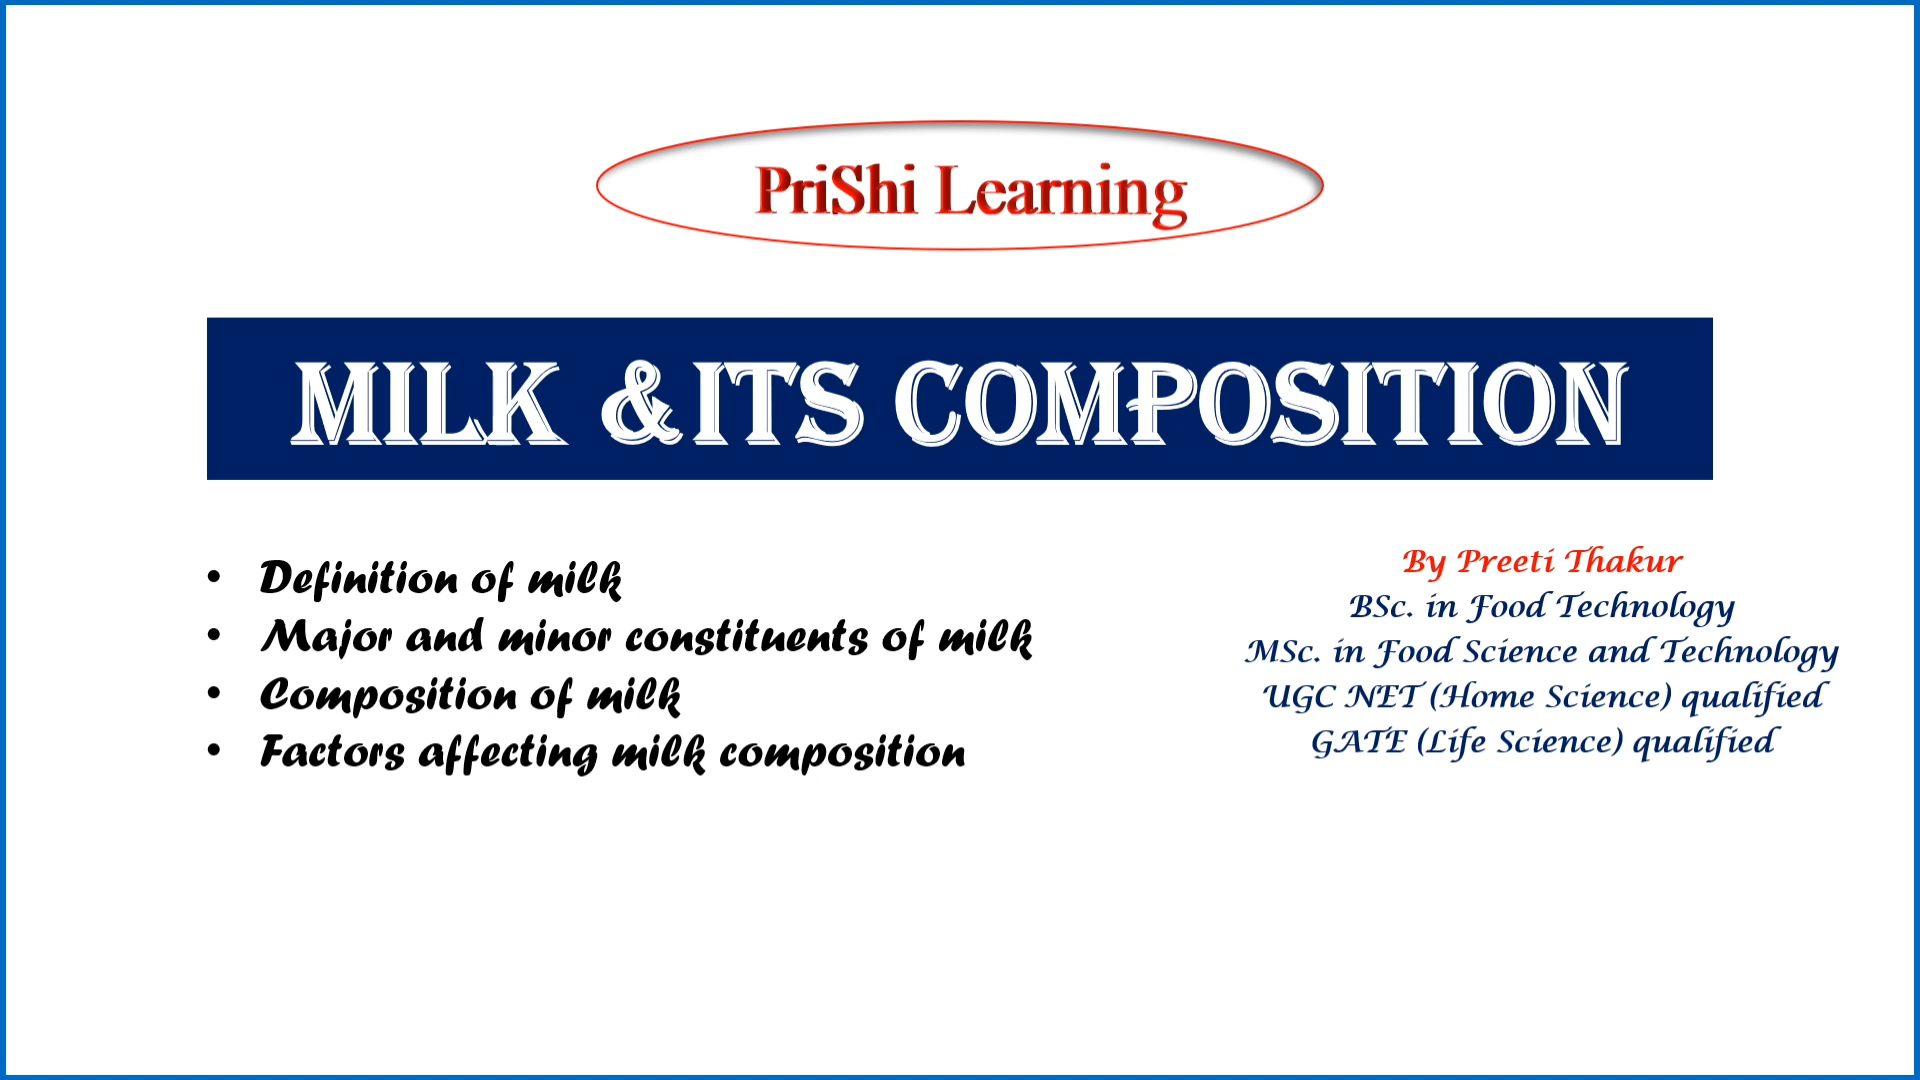 PriShi Learning
MILK & ITS COMPOSITION
• Definition of milk
• Major and minor constituents of milk
• Composition of milk
• Factors affecting milk composition
By Preeti Thakur
BSc. in Food Technology
MSc. in Food Science and Technology
UGC NET (Home Science) qualified
GATE (Life Science) qualified